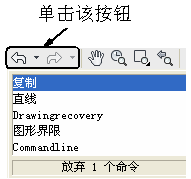 单击该按钮
复制
直线
Drawingrecovery
图形界限
Commandline
放弃 1 个命令